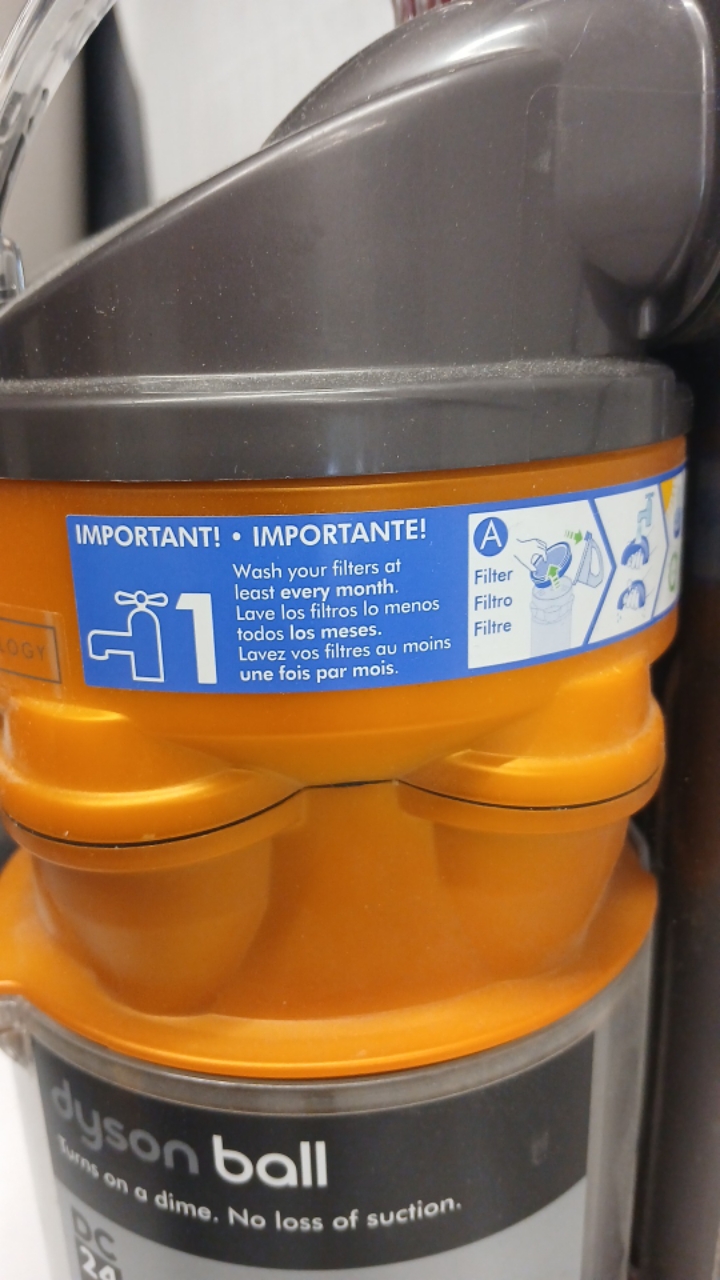 IMPORTANT! • IMPORTANTE!
1
Wash your filters at
least every month.
Lave los filtros lo menos
todos los meses.
Lavez vos filtres au moins
une fois par mois.
A
Filter
Filtro
Filtre
LOGY
dyson ball
Turns on a dime. No loss of suction.
DC
24